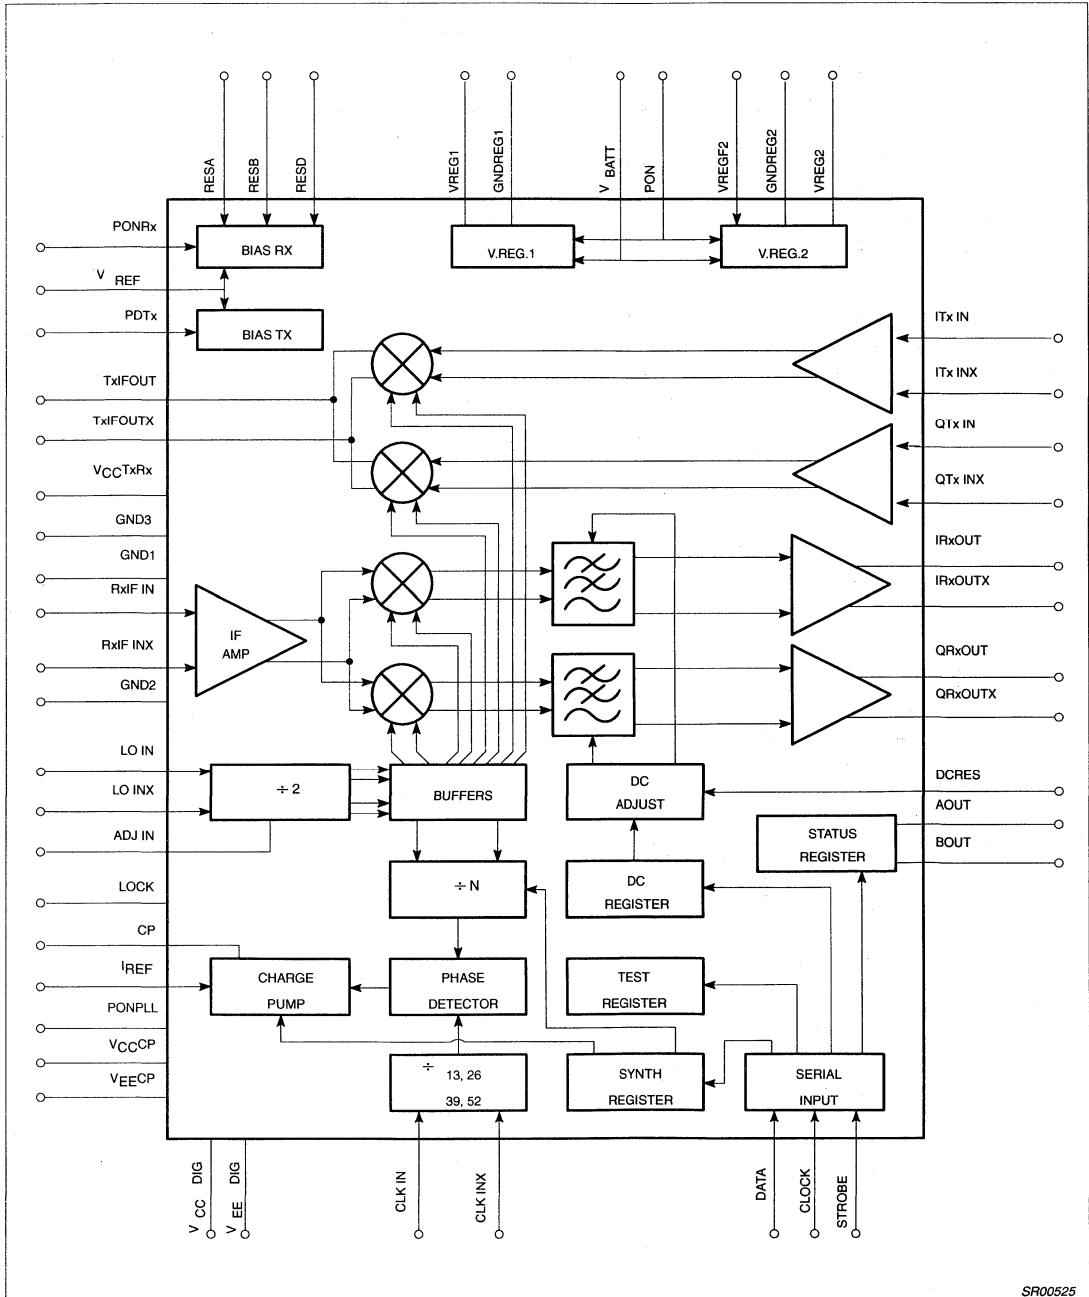 RESA
RESB
RESD
VREG1
GNDREG1
V BATT
PON
VREGF2
GNDREG2
VREG2
PONRx
BIAS RX
V.REG.1
V.REG.2
V REF
PDTx
BIAS TX
ITx IN
TxIFOUT
ITx INX
TxIFOUTX
QTx IN
VCCTxRx
QTx INX
GND3
IRxOUT
GND1
IRxOUTX
RxIF IN
IF
AMP
RxIF INX
QRxOUT
GND2
QRxOUTX
LO IN
÷ 2
BUFFERS
DC
ADJUST
DCRES
LO INX
AOUT
ADJ IN
STATUS
REGISTER
BOUT
LOCK
÷ N
DC
REGISTER
CP
IREF
CHARGE
PUMP
PHASE
DETECTOR
TEST
REGISTER
PONPLL
VCCCP
÷ 13, 26
39, 52
SYNTH
REGISTER
SERIAL
INPUT
VEECP
VCC DIG
VEE DIG
CLK IN
CLK INX
DATA
CLOCK
STROBE
SR00525